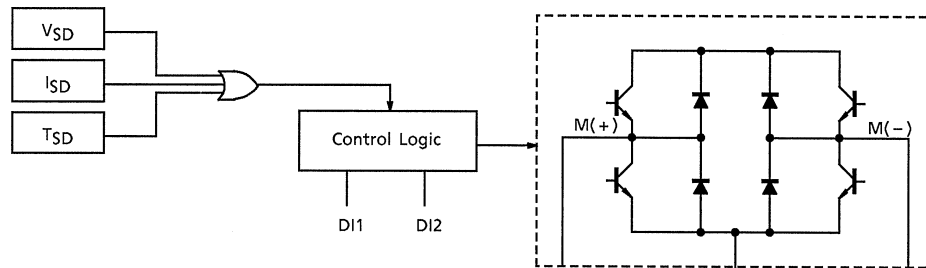 VSD
ISD
TSD
Control Logic
DI1
DI2
M(+)
M(−)